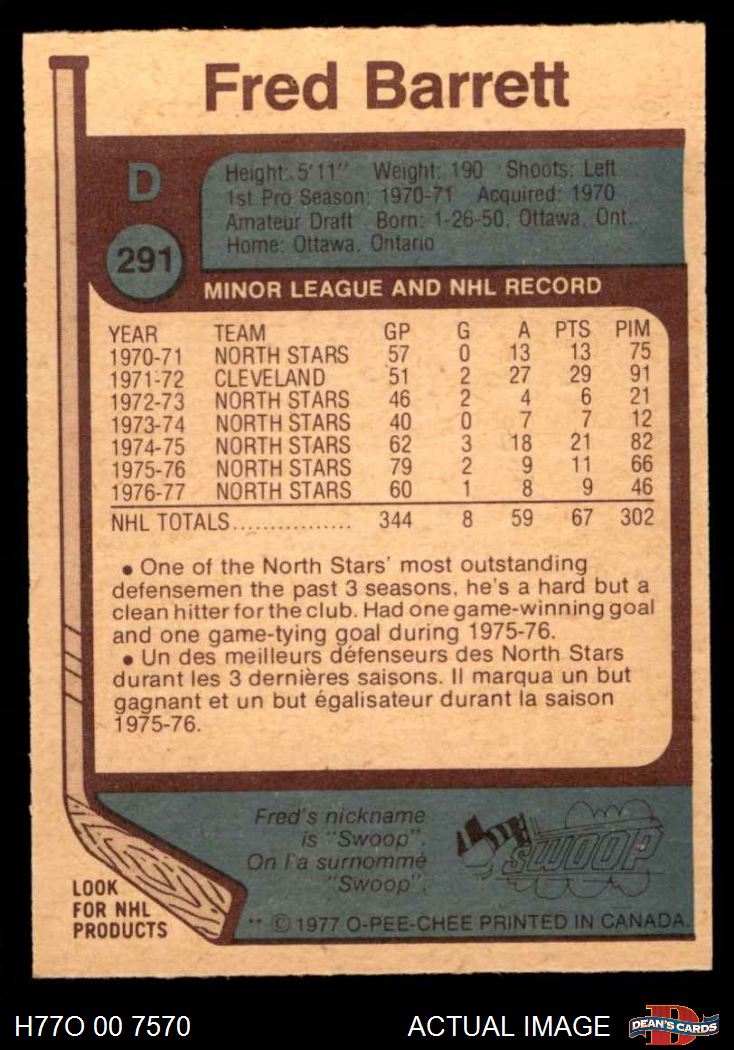 Fred Barrett
D
291
Height: 5'11" Weight: 190 Shoots: Left
1st Pro Season: 1970-71 Acquired: 1970
Amateur Draft Born: 1-26-50, Ottawa, Ont.
Home: Ottawa, Ontario
MINOR LEAGUE AND NHL RECORD
YEAR TEAM GP G A PTS PIM
1970-71 NORTH STARS 57 0 13 13 75
1971-72 CLEVELAND 51 2 27 29 91
1972-73 NORTH STARS 46 2 4 6 21
1973-74 NORTH STARS 40 0 7 7 12
1974-75 NORTH STARS 62 3 18 21 82
1975-76 NORTH STARS 79 2 9 11 66
1976-77 NORTH STARS 60 1 8 9 46
NHL TOTALS................ 344 8 59 67 302
• One of the North Stars' most outstanding
defensemen the past 3 seasons, he's a hard but a
clean hitter for the club. Had one game-winning goal
and one game-tying goal during 1975-76.
• Un des meilleurs défenseurs des North Stars
durant les 3 dernières saisons. Il marqua un but
gagnant et un but égalisateur durant la saison
1975-76.
Fred's nickname
is "Swoop".
On l'a surnommé
"Swoop".
SWOOP
LOOK
FOR NHL
PRODUCTS
** © 1977 O-PEE-CHEE PRINTED IN CANADA.
H77O 00 7570
ACTUAL IMAGE
D
DEAN'S CARDS